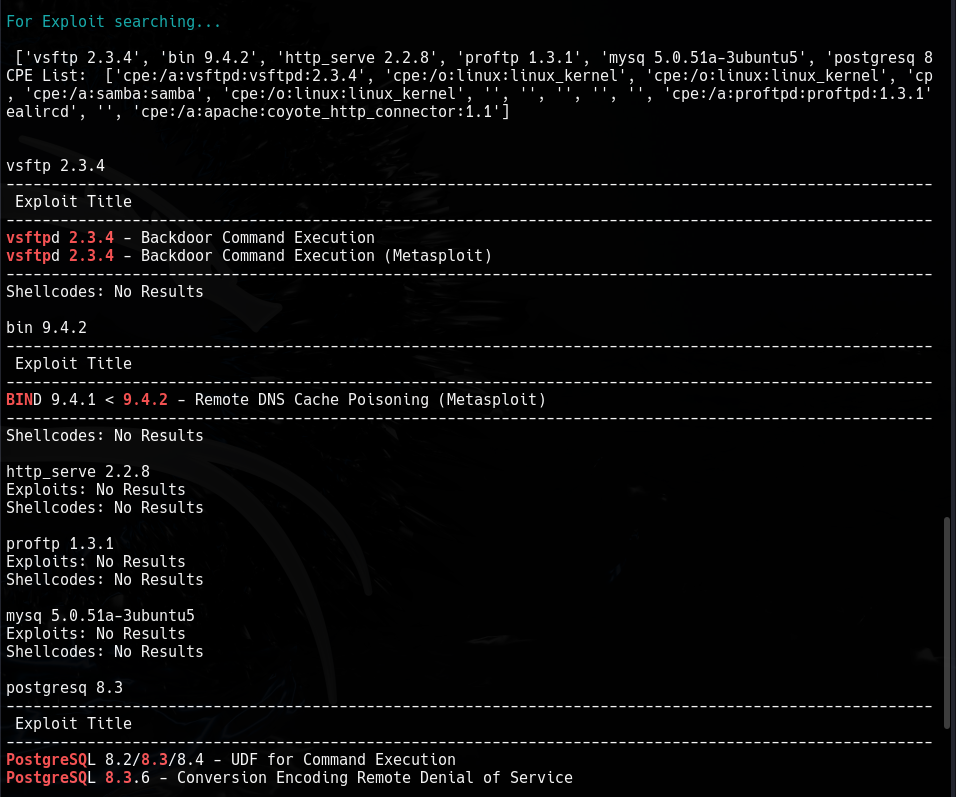 For Exploit searching...
['vsftp 2.3.4', 'bin 9.4.2', 'http_serve 2.2.8', 'proftp 1.3.1', 'mysq 5.0.51a-3ubuntu5', 'postgresq 8
CPE List:  ['cpe:/a:vsftpd:vsftpd:2.3.4', 'cpe:/o:linux:linux_kernel', 'cpe:/o:linux:linux_kernel', 'cp
, 'cpe:/a:samba:samba', 'cpe:/o:linux:linux_kernel', '', '', '', '', '', 'cpe:/a:proftpd:proftpd:1.3.1'
ealircd', '', 'cpe:/a:apache:coyote_http_connector:1.1']
vsftp 2.3.4
-------------------------------------------------------------------------------------------------------
Exploit Title
-------------------------------------------------------------------------------------------------------
vsftpd 2.3.4 - Backdoor Command Execution
vsftpd 2.3.4 - Backdoor Command Execution (Metasploit)
-------------------------------------------------------------------------------------------------------
Shellcodes: No Results
bin 9.4.2
-------------------------------------------------------------------------------------------------------
Exploit Title
-------------------------------------------------------------------------------------------------------
BIND 9.4.1 < 9.4.2 - Remote DNS Cache Poisoning (Metasploit)
-------------------------------------------------------------------------------------------------------
Shellcodes: No Results
http_serve 2.2.8
Exploits: No Results
Shellcodes: No Results
proftp 1.3.1
Exploits: No Results
Shellcodes: No Results
mysq 5.0.51a-3ubuntu5
Exploits: No Results
Shellcodes: No Results
postgresq 8.3
-------------------------------------------------------------------------------------------------------
Exploit Title
-------------------------------------------------------------------------------------------------------
PostgreSQL 8.2/8.3/8.4 - UDF for Command Execution
PostgreSQL 8.3.6 - Conversion Encoding Remote Denial of Service